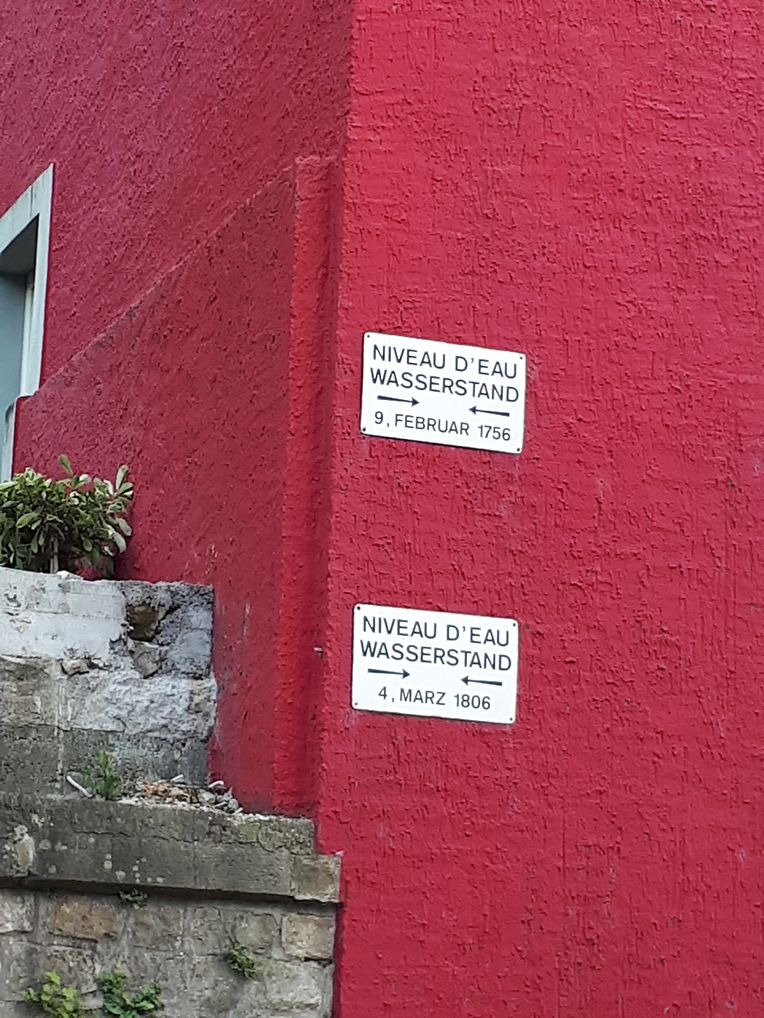 NIVEAU D'EAU
WASSERSTAND
→ ←
9, FEBRUAR 1756
NIVEAU D'EAU
WASSERSTAND
→ ←
4, MARZ 1806